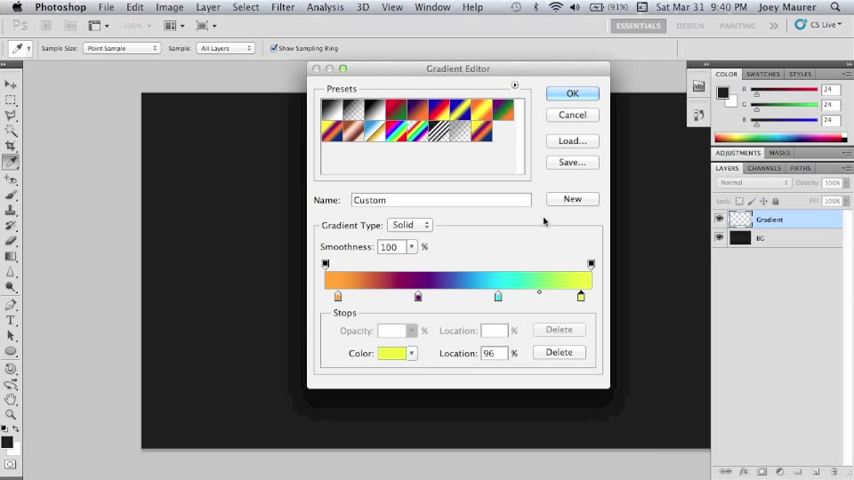 Photoshop File Edit Image Layer Select Filter Analysis 3D View Window Help (91%) Sat Mar 31 9:40 PM Joey Maurer
Ps 133% ESSENTIALS DESIGN PAINTING CS Live
Sample Size: Point Sample Sample: All Layers Show Sampling Ring
Gradient Editor
Presets
OK
Cancel
Load...
Save...
Name: Custom New
Gradient Type: Solid
Smoothness: 100 %
Stops
Opacity: % Location: % Delete
Color: Location: 96 % Delete
COLOR SWATCHES STYLES
R 24
G 24
B 24
ADJUSTMENTS MASKS
LAYERS CHANNELS PATHS
Normal Opacity: 100%
Lock: Fill: 100%
Gradient
BG